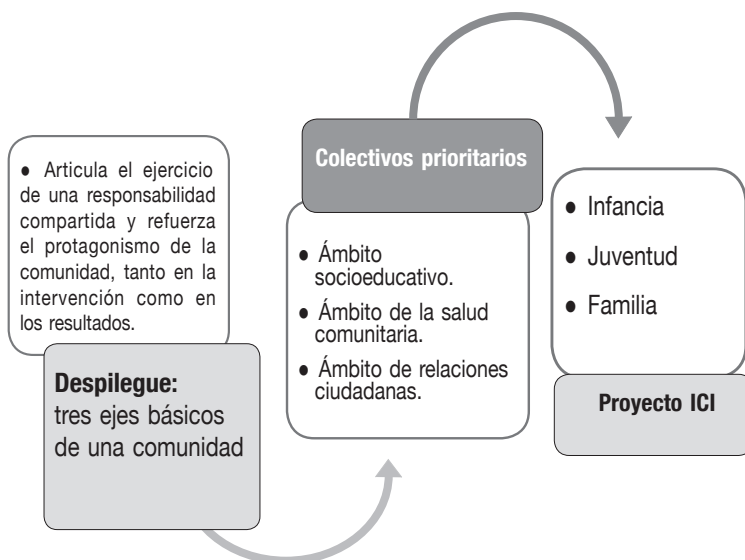 ● Articula el ejercicio
de una responsabilidad
compartida y refuerza
el protagonismo de la
comunidad, tanto en la
intervención como en
los resultados.
Despilegue:
tres ejes básicos
de una comunidad
Colectivos prioritarios
● Ámbito
socioeducativo.
● Ámbito de la salud
comunitaria.
● Ámbito de relaciones
ciudadanas.
● Infancia
● Juventud
● Familia
Proyecto ICI